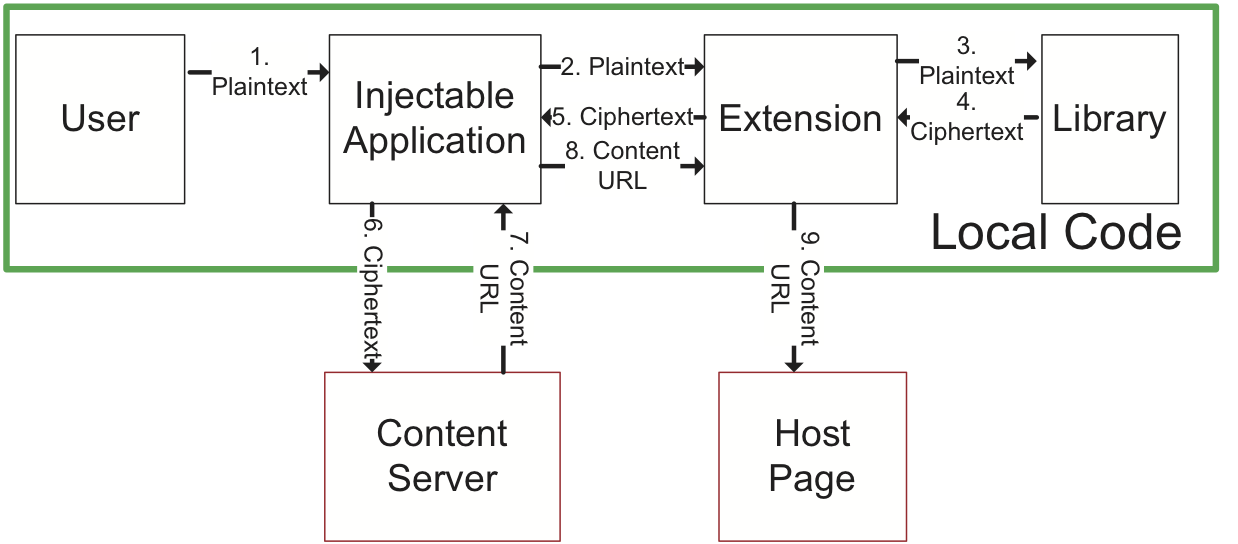 User
1.
Plaintext
Injectable
Application
2. Plaintext
5. Ciphertext
8. Content
URL
Extension
3.
Plaintext
4.
Ciphertext
Library
Local Code
6. Ciphertext
7. Content
URL
9. Content
URL
Content
Server
Host
Page